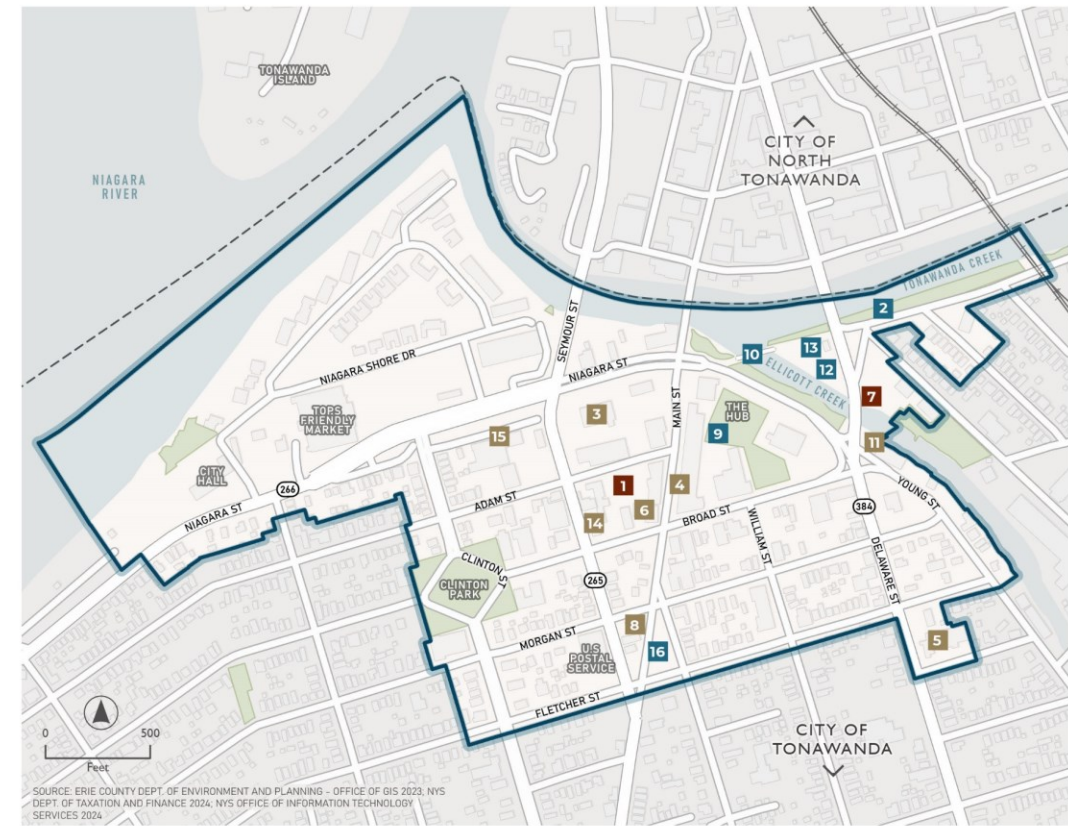 TONAWANDA
ISLAND
NIAGARA
RIVER
CITY OF
NORTH
TONAWANDA
TONAWANDA CREEK
2
SEYMOUR ST
NIAGARA SHORE DR
NIAGARA ST
10
13
12
ELLICOTT CREEK
MAIN ST
7
TOPS
FRIENDLY
MARKET
3
THE
HUB
9
15
11
CITY
HALL
266
NIAGARA ST
ADAM ST
1
4
6
14
BROAD ST
WILLIAM ST
YOUNG ST
384
DELAWARE ST
CLINTON ST
CLINTON
PARK
265
MORGAN ST
8
16
5
U.S
POSTAL
SERVICE
FLETCHER ST
0 500
Feet
CITY OF
TONAWANDA
SOURCE: ERIE COUNTY DEPT. OF ENVIRONMENT AND PLANNING - OFFICE OF GIS 2023; NYS
DEPT. OF TAXATION AND FINANCE 2024; NYS OFFICE OF INFORMATION TECHNOLOGY
SERVICES 2024